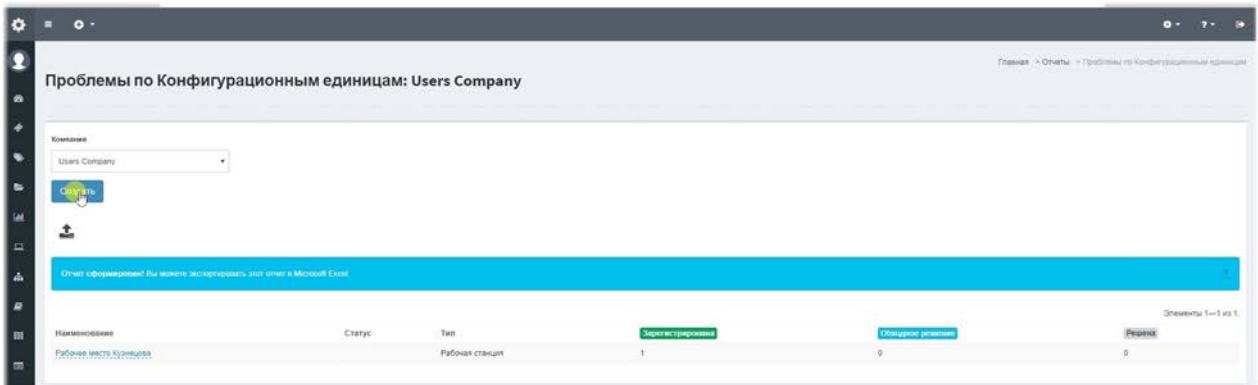 Главная > Отчеты > Проблемы по Конфигурационным единицам
Проблемы по Конфигурационным единицам: Users Company
Компания
Users Company
Создать
Отчет сформирован! Вы можете экспортировать этот отчет в Microsoft Excel
Элементы 1—1 из 1.
Наименование Статус Тип Зарегистрирована Обходное решение Решена
Рабочее место Кузнецова Рабочая станция 1 0 0